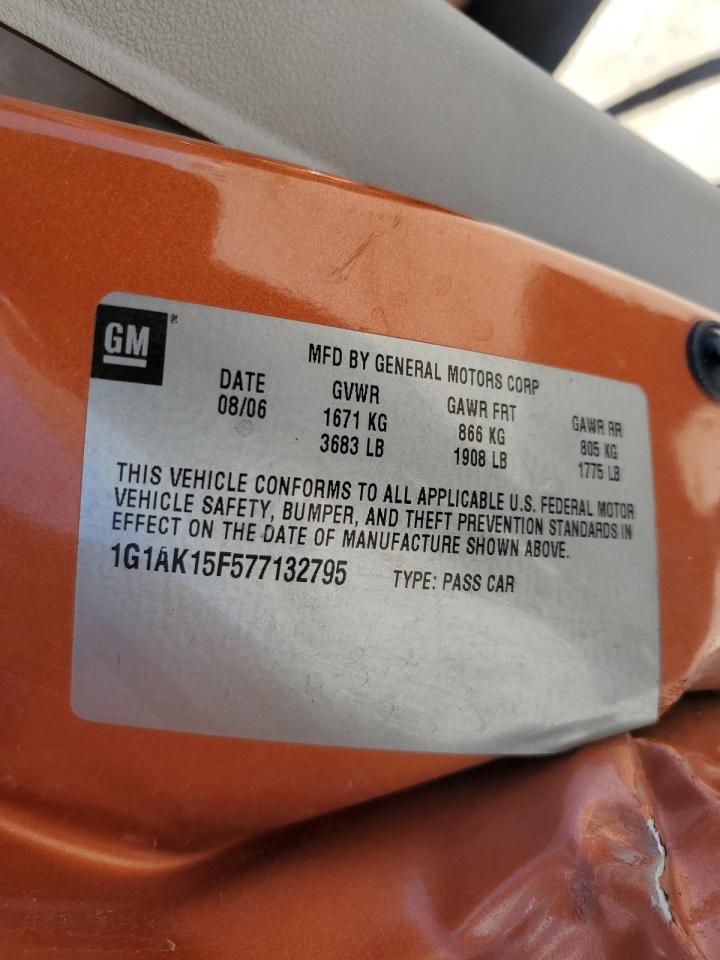 GM®
MFD BY GENERAL MOTORS CORP
DATE GVWR GAWR FRT GAWR RR
08/06 1671 KG 866 KG 805 KG
3683 LB 1908 LB 1775 LB
THIS VEHICLE CONFORMS TO ALL APPLICABLE U.S. FEDERAL MOTOR
VEHICLE SAFETY, BUMPER, AND THEFT PREVENTION STANDARDS IN
EFFECT ON THE DATE OF MANUFACTURE SHOWN ABOVE.
1G1AK15F577132795 TYPE: PASS CAR